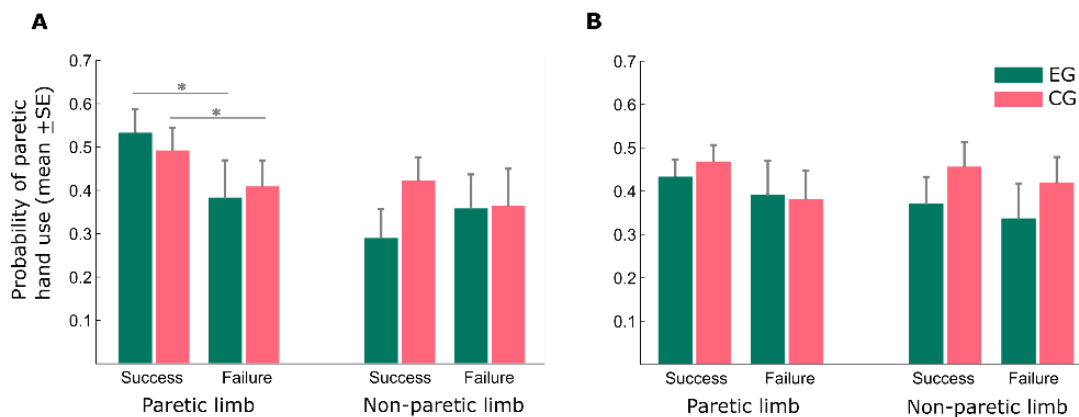 A
Probability of paretic
hand use (mean ±SE)
0.7
0.6
0.5
0.4
0.3
0.2
0.1
*
*
Success Failure Success Failure
Paretic limb Non-paretic limb
B
0.7
0.6
0.5
0.4
0.3
0.2
0.1
EG
CG
Success Failure Success Failure
Paretic limb Non-paretic limb